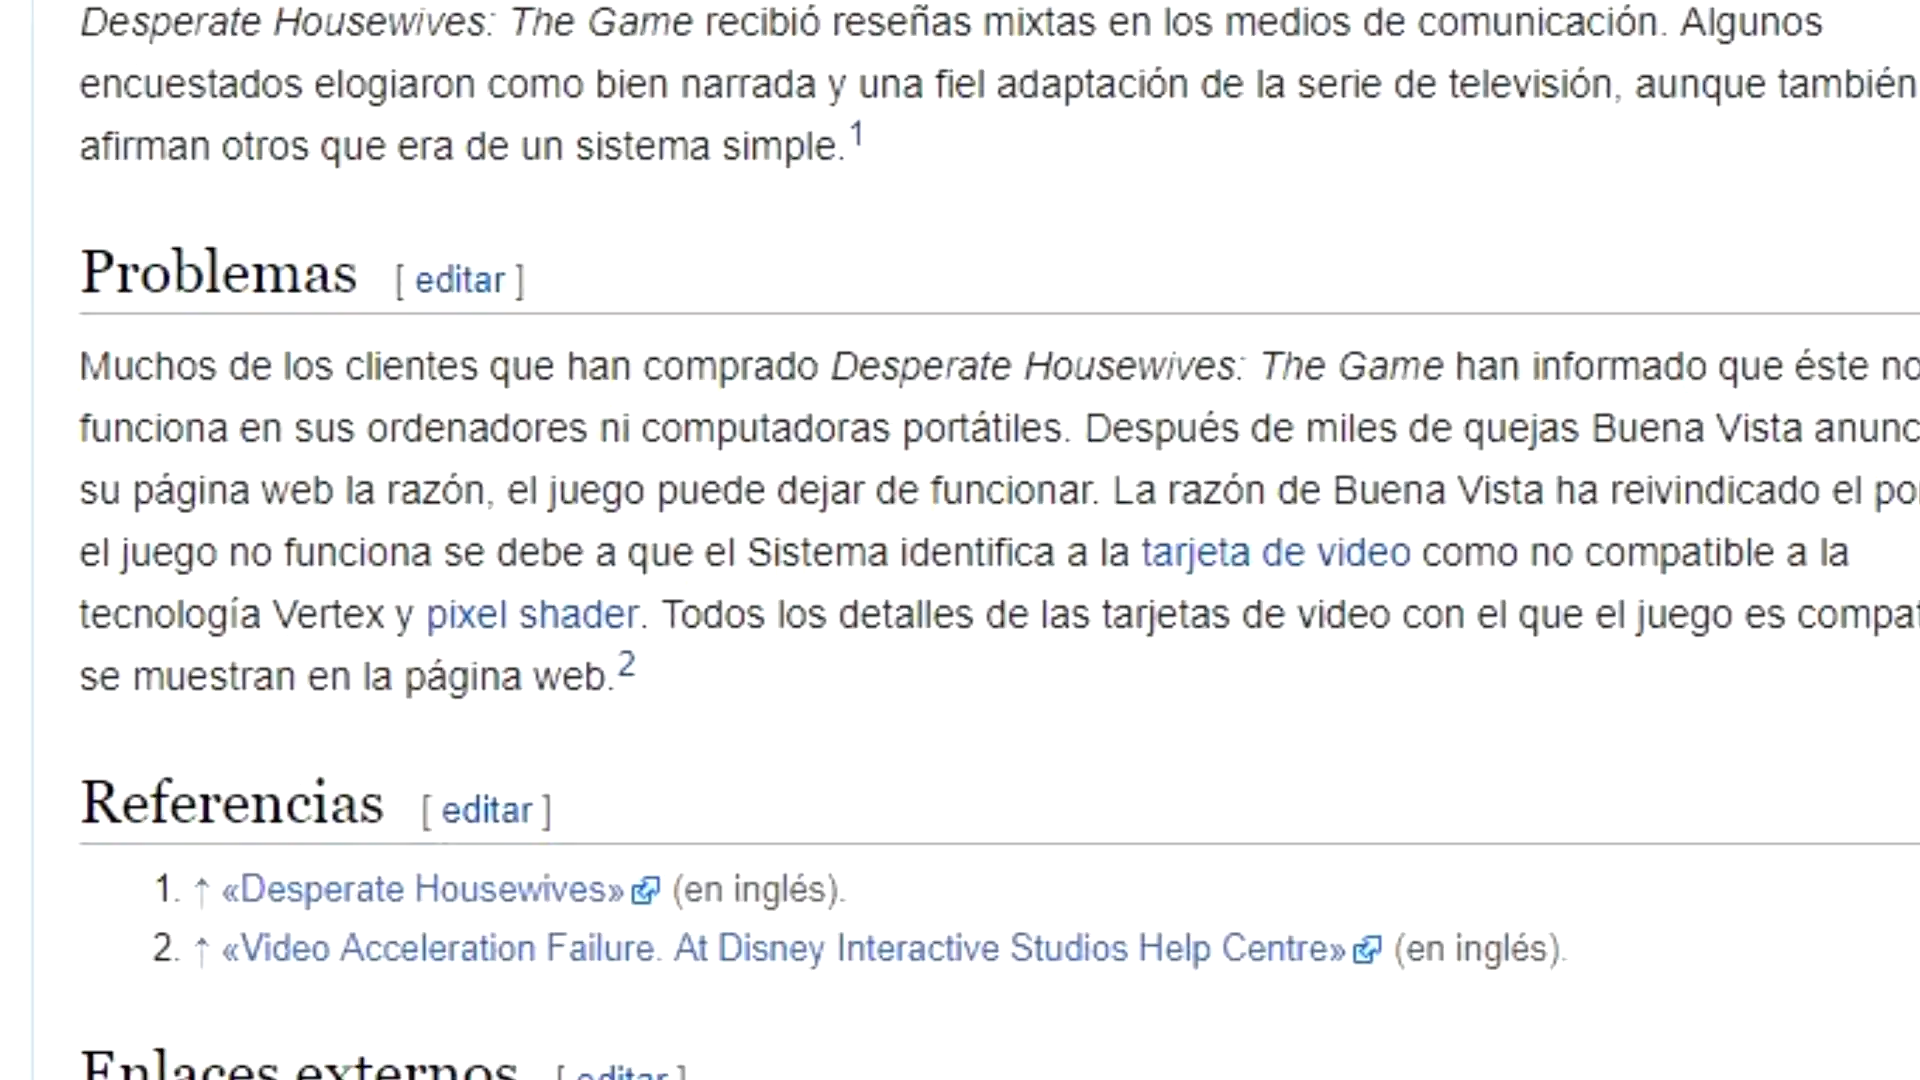 Desperate Housewives: The Game recibió reseñas mixtas en los medios de comunicación. Algunos
encuestados elogiaron como bien narrada y una fiel adaptación de la serie de televisión, aunque también
afirman otros que era de un sistema simple.1
Problemas [ editar ]
Muchos de los clientes que han comprado Desperate Housewives: The Game han informado que éste no
funciona en sus ordenadores ni computadoras portátiles. Después de miles de quejas Buena Vista anunc
su página web la razón, el juego puede dejar de funcionar. La razón de Buena Vista ha reivindicado el po
el juego no funciona se debe a que el Sistema identifica a la tarjeta de video como no compatible a la
tecnología Vertex y pixel shader. Todos los detalles de las tarjetas de video con el que el juego es compat
se muestran en la página web.2
Referencias [ editar ]
1. ↑ «Desperate Housewives» (en inglés).
2. ↑ «Video Acceleration Failure. At Disney Interactive Studios Help Centre» (en inglés).
Enlaces externos [ editar ]